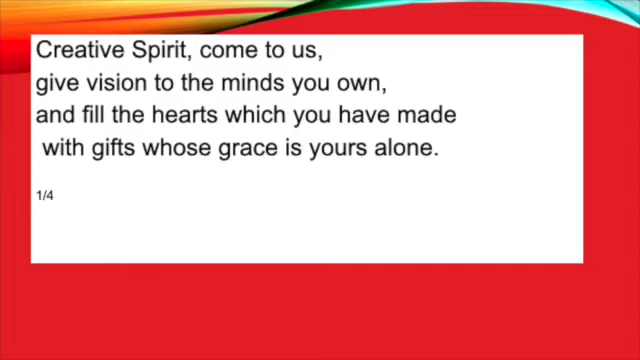 Creative Spirit, come to us,
give vision to the minds you own,
and fill the hearts which you have made
with gifts whose grace is yours alone.
1/4